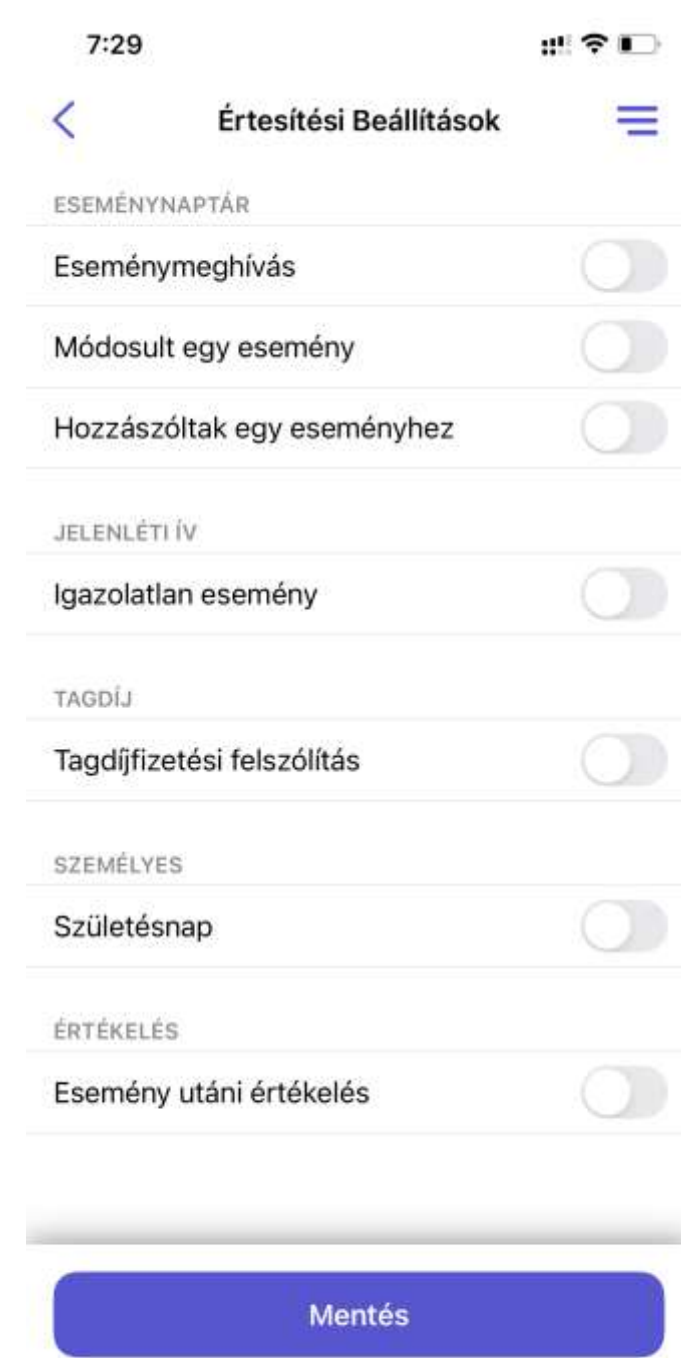 7:29
Értesítési Beállítások
ESEMÉNYNAPTÁR
Eseménymeghívás
Módosult egy esemény
Hozzászóltak egy eseményhez
JELENLÉTI ÍV
Igazolatlan esemény
TAGDÍJ
Tagdíjfizetési felszólítás
SZEMÉLYES
Születésnap
ÉRTÉKELÉS
Esemény utáni értékelés
Mentés